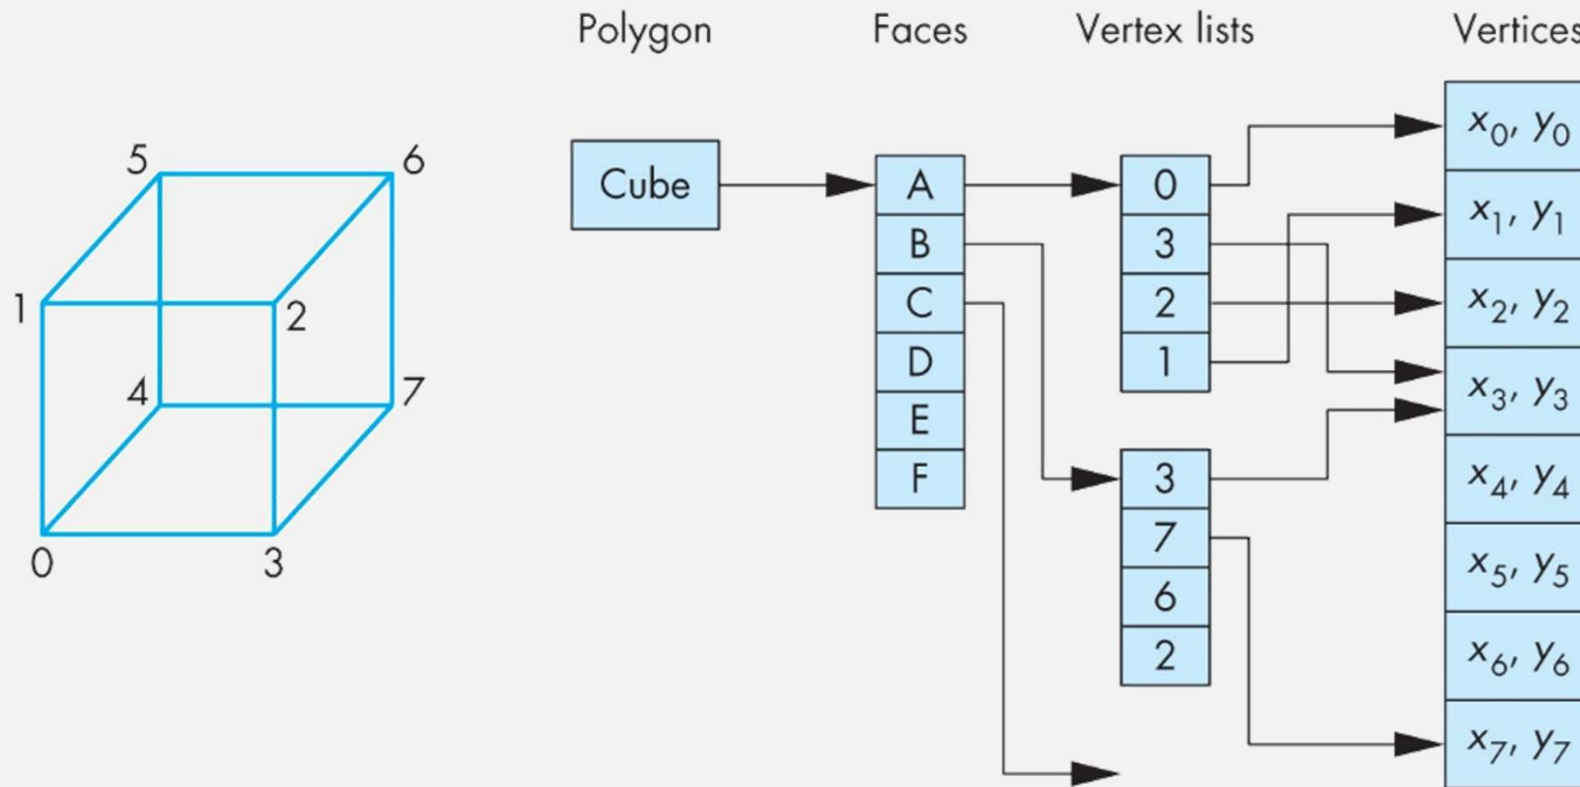 Polygon Faces Vertex lists Vertices
5 6
1 2
4 7
0 3
Cube
A
B
C
D
E
F
0
3
2
1
3
7
6
2
x0, y0
x1, y1
x2, y2
x3, y3
x4, y4
x5, y5
x6, y6
x7, y7